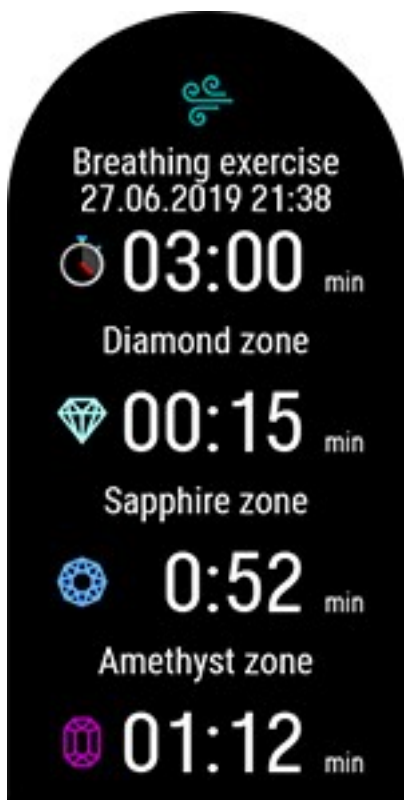 Breathing exercise
27.06.2019 21:38
03:00 min
Diamond zone
00:15 min
Sapphire zone
0:52 min
Amethyst zone
01:12 min